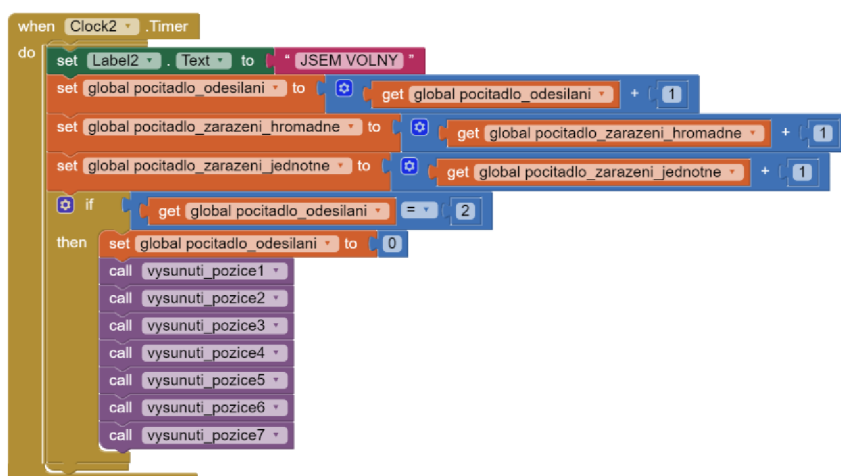 when Clock2 .Timer
do set Label2 . Text to " JSEM VOLNY "
set global pocitadlo_odesilani to get global pocitadlo_odesilani + 1
set global pocitadlo_zarazeni_hromadne to get global pocitadlo_zarazeni_hromadne + 1
set global pocitadlo_zarazeni_jednotne to get global pocitadlo_zarazeni_jednotne + 1
if get global pocitadlo_odesilani = 2
then set global pocitadlo_odesilani to 0
call vysunuti_pozice1
call vysunuti_pozice2
call vysunuti_pozice3
call vysunuti_pozice4
call vysunuti_pozice5
call vysunuti_pozice6
call vysunuti_pozice7